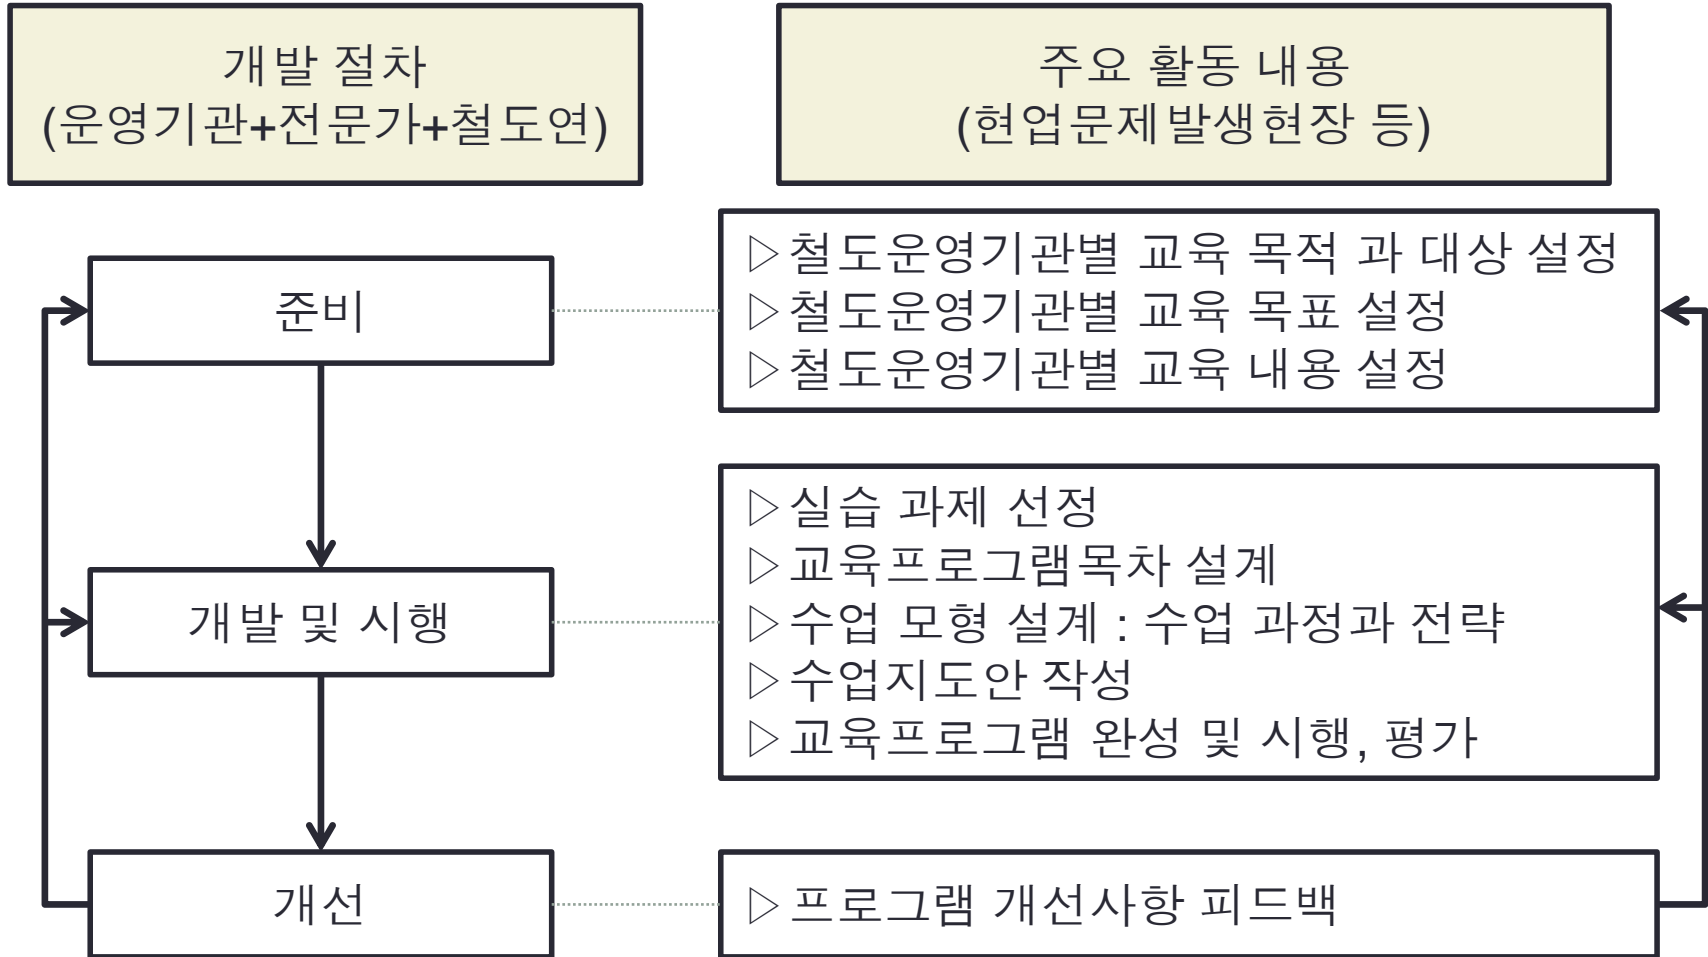 개발 절차
(운영기관+전문가+철도연)
주요 활동 내용
(현업문제발생현장 등)
준비
▷철도운영기관별 교육 목적 과 대상 설정
▷철도운영기관별 교육 목표 설정
▷철도운영기관별 교육 내용 설정
개발 및 시행
▷실습 과제 선정
▷교육프로그램목차 설계
▷수업 모형 설계 : 수업 과정과 전략
▷수업지도안 작성
▷교육프로그램 완성 및 시행, 평가
개선
▷프로그램 개선사항 피드백